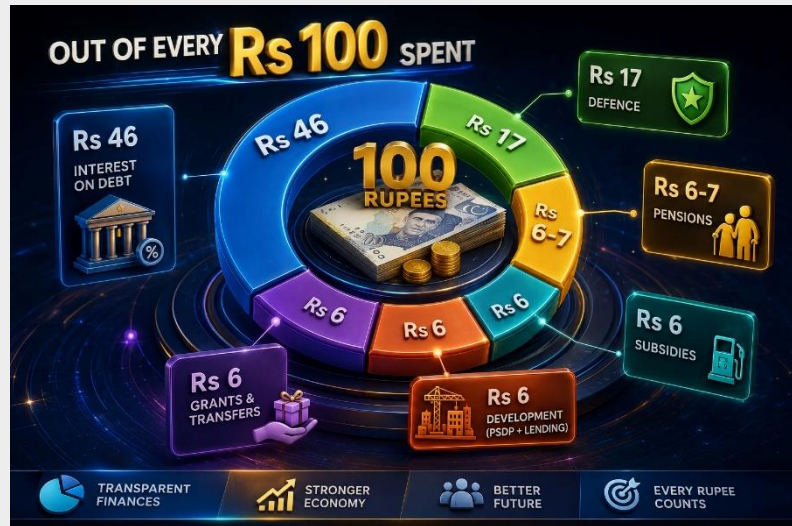 OUT OF EVERY Rs 100 SPENT
Rs 46
INTEREST
ON DEBT
%
Rs 46
Rs 17
Rs
6-7
Rs 6
Rs 6
Rs 6
100
RUPEES
Rs 17
DEFENCE
Rs 6-7
PENSIONS
Rs 6
SUBSIDIES
Rs 6
DEVELOPMENT
(PSDP + LENDING)
Rs 6
GRANTS &
TRANSFERS
TRANSPARENT
FINANCES
STRONGER
ECONOMY
BETTER
FUTURE
EVERY RUPEE
COUNTS